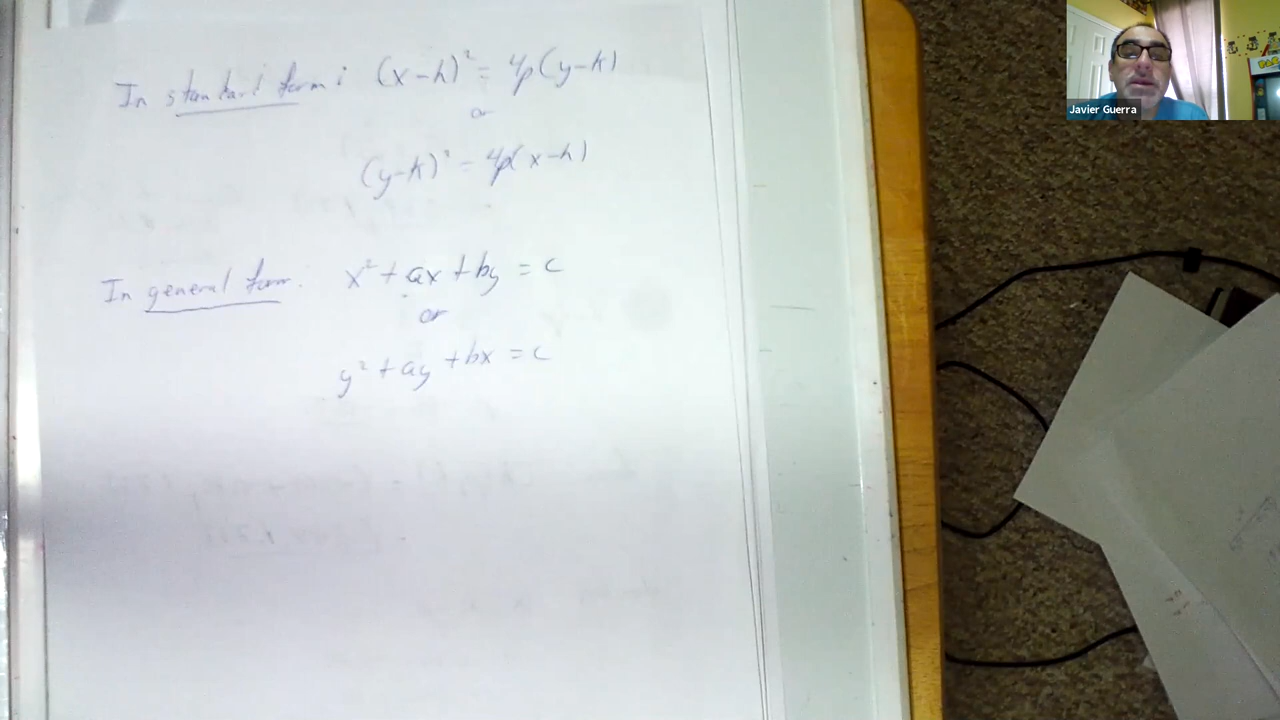 In standard form: (x-h)² = 4p(y-k)
or
(y-k)² = 4p(x-h)
In general form: x² + ax + by = c
or
y² + ay + bx = c
Javier Guerra